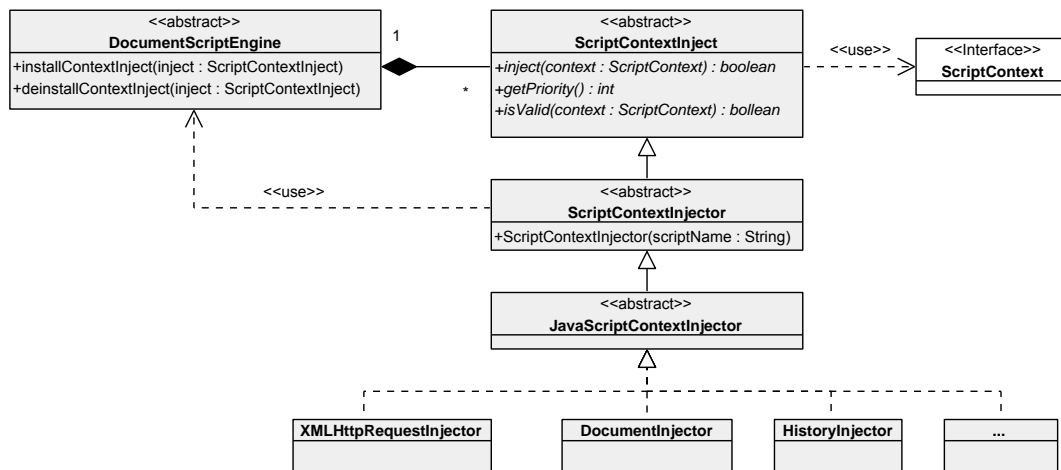 <<abstract>>
DocumentScriptEngine
+installContextInject(inject : ScriptContextInject)
+deinstallContextInject(inject : ScriptContextInject)
1
*
<<abstract>>
ScriptContextInject
+inject(context : ScriptContext) : boolean
+getPriority() : int
+isValid(context : ScriptContext) : bollean
<<use>>
<<Interface>>
ScriptContext
<<use>>
<<abstract>>
ScriptContextInjector
+ScriptContextInjector(scriptName : String)
<<abstract>>
JavaScriptContextInjector
XMLHttpRequestInjector
DocumentInjector
HistoryInjector
...